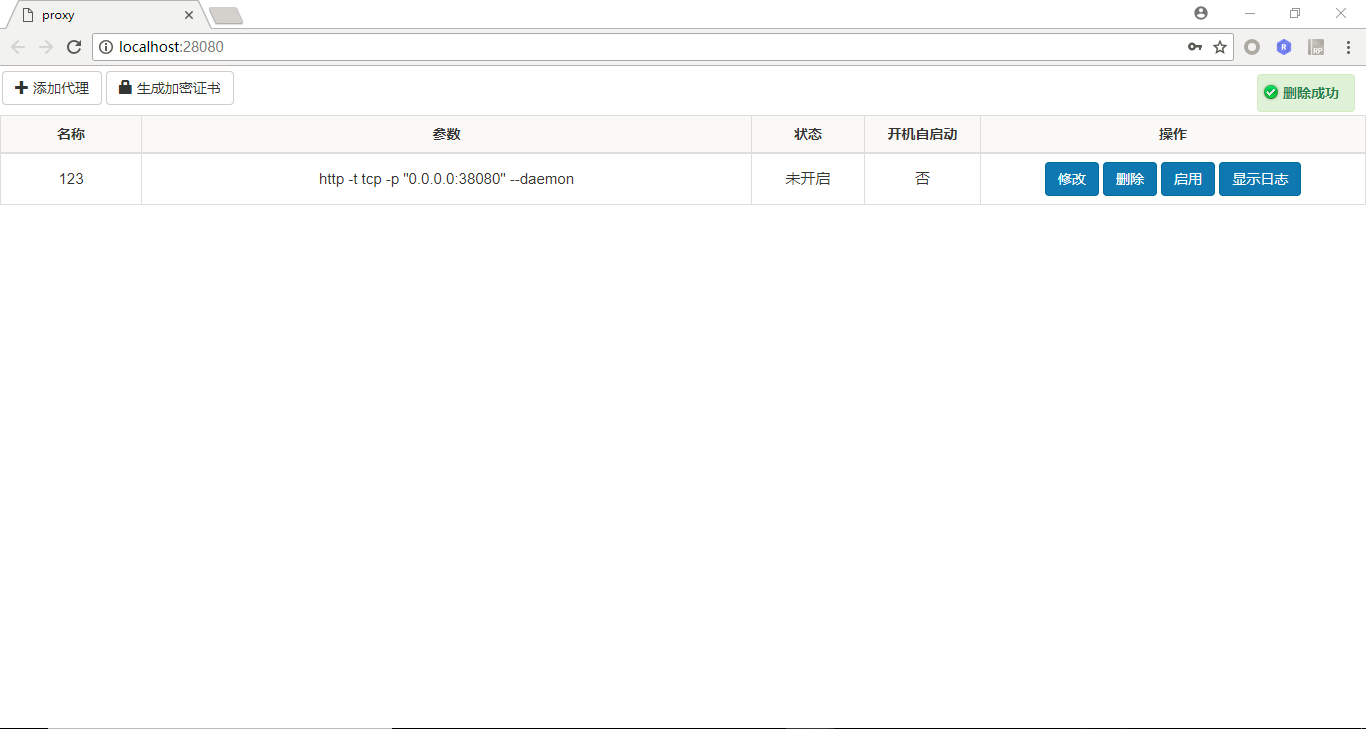 proxy
localhost:28080
添加代理 生成加密证书 删除成功
名称 参数 状态 开机自启动 操作
123 http -t tcp -p "0.0.0.0:38080" --daemon 未开启 否 修改 删除 启用 显示日志